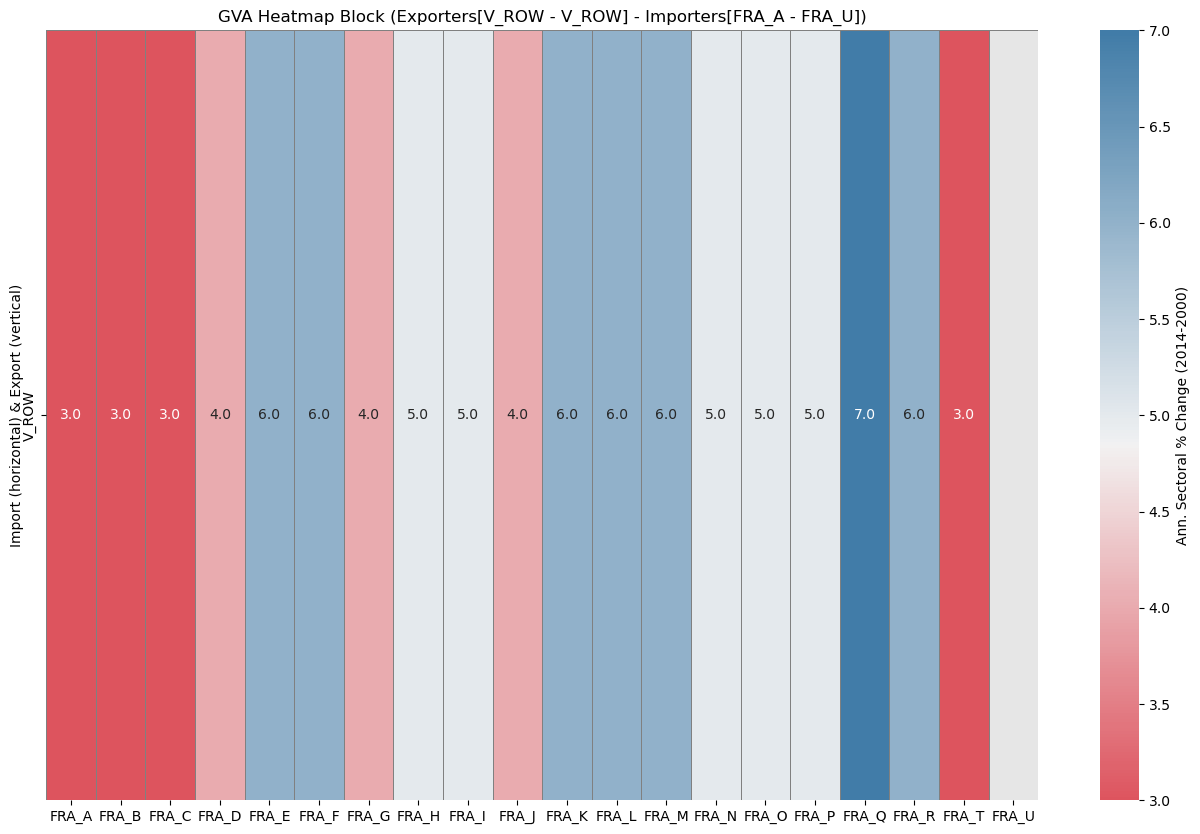 GVA Heatmap Block (Exporters[V_ROW - V_ROW] - Importers[FRA_A - FRA_U])
Import (horizontal) & Export (vertical)
V_ROW
3.0 3.0 3.0 4.0 6.0 6.0 4.0 5.0 5.0 4.0 6.0 6.0 6.0 5.0 5.0 5.0 7.0 6.0 3.0
FRA_A FRA_B FRA_C FRA_D FRA_E FRA_F FRA_G FRA_H FRA_I FRA_J FRA_K FRA_L FRA_M FRA_N FRA_O FRA_P FRA_Q FRA_R FRA_T FRA_U
7.0
6.5
6.0
5.5
5.0
4.5
4.0
3.5
3.0
Ann. Sectoral % Change (2014-2000)